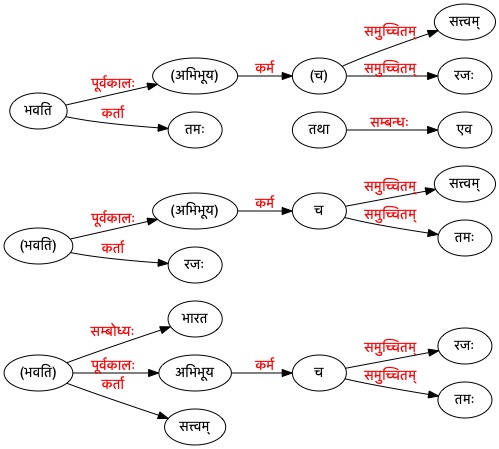 समुच्चितम् सत्त्वम्
पूर्वकालः (अभिभूय) कर्म (च) समुच्चितम् रजः
भवति
कर्ता तमः तथा सम्बन्धः एव
समुच्चितम् सत्त्वम्
पूर्वकालः (अभिभूय) कर्म च समुच्चितम्
(भवति) तमः
कर्ता रजः
सम्बोध्यः भारत
समुच्चितम् रजः
(भवति) पूर्वकालः अभिभूय कर्म च
कर्ता समुच्चितम् तमः
सत्त्वम्